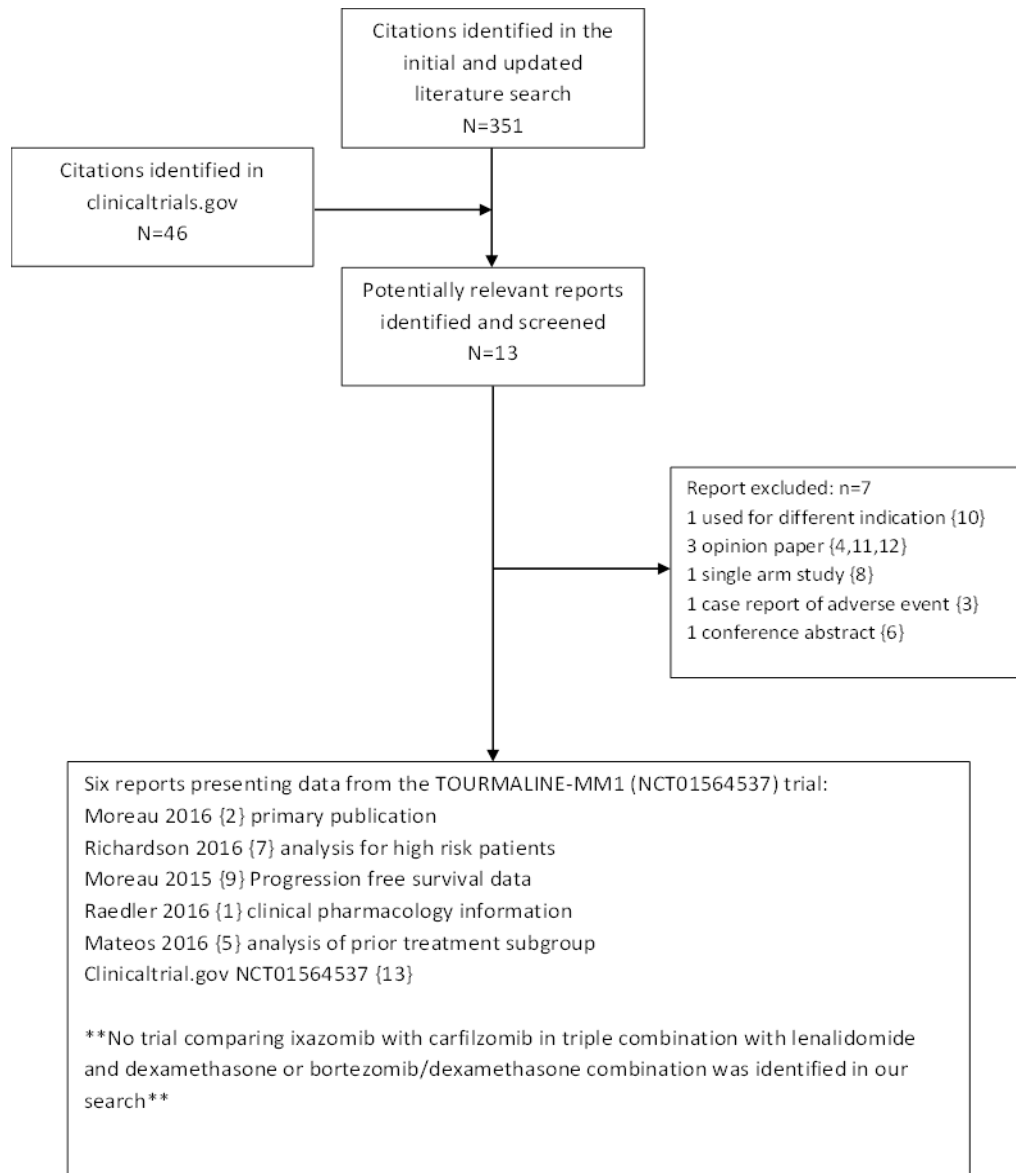 Citations identified in the
initial and updated
literature search
N=351
Citations identified in
clinicaltrials.gov
N=46
Potentially relevant reports
identified and screened
N=13
Report excluded: n=7
1 used for different indication {10}
3 opinion paper {4,11,12}
1 single arm study {8}
1 case report of adverse event {3}
1 conference abstract {6}
Six reports presenting data from the TOURMALINE-MM1 (NCT01564537) trial:
Moreau 2016 {2} primary publication
Richardson 2016 {7} analysis for high risk patients
Moreau 2015 {9} Progression free survival data
Raedler 2016 {1} clinical pharmacology information
Mateos 2016 {5} analysis of prior treatment subgroup
Clinicaltrial.gov NCT01564537 {13}
**No trial comparing ixazomib with carfilzomib in triple combination with lenalidomide
and dexamethasone or bortezomib/dexamethasone combination was identified in our
search**